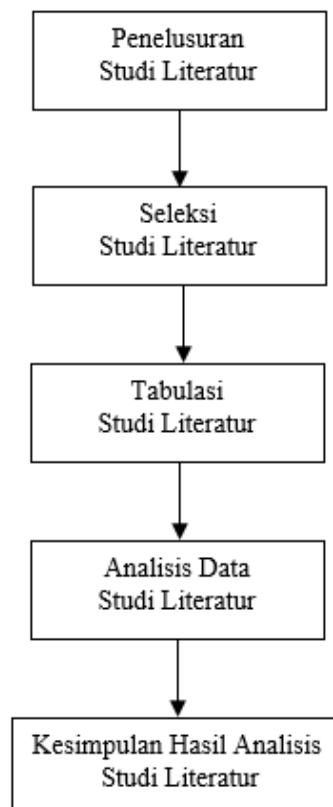 Penelusuran
Studi Literatur
Seleksi
Studi Literatur
Tabulasi
Studi Literatur
Analisis Data
Studi Literatur
Kesimpulan Hasil Analisis
Studi Literatur